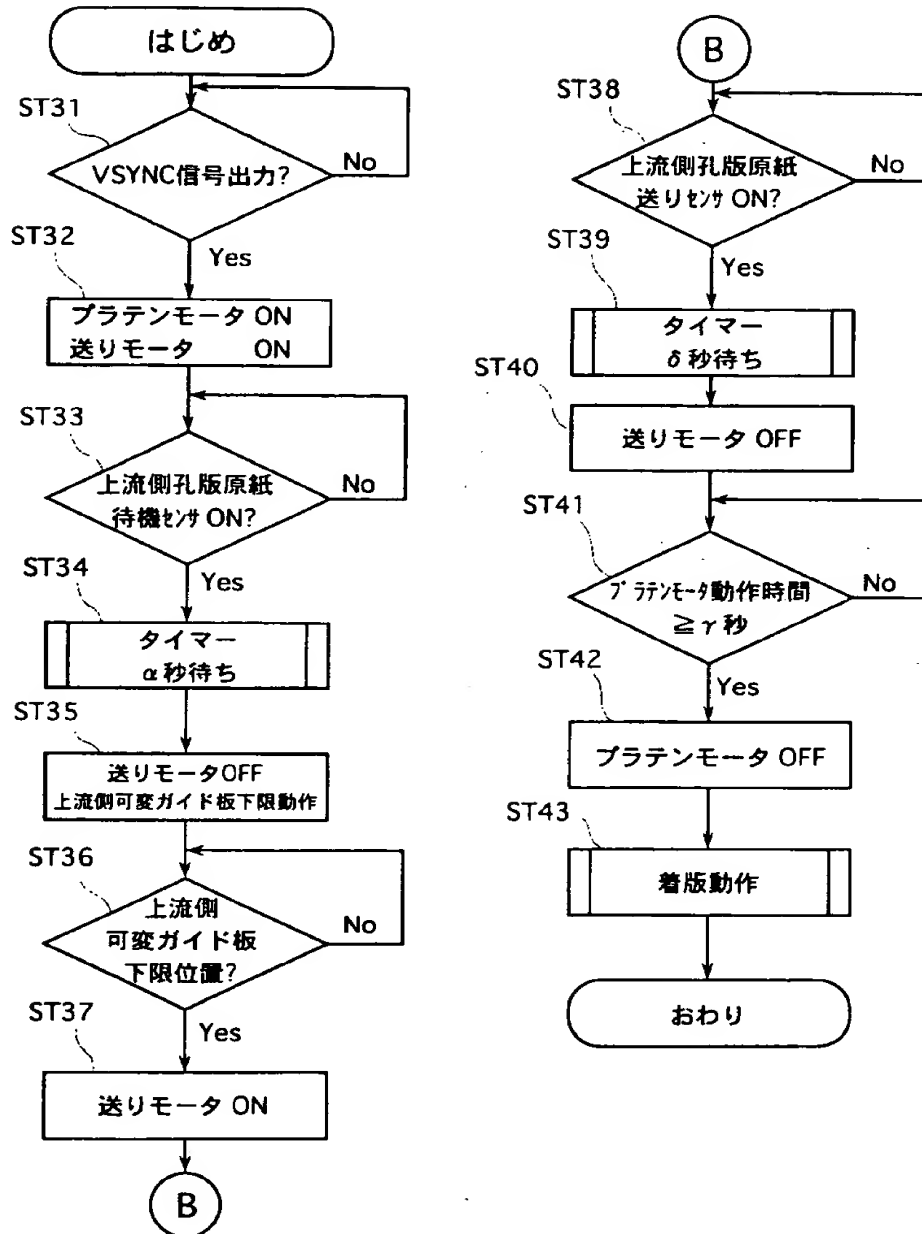 はじめ
ST31
VSYNC信号出力?
No
Yes
ST32
プラテンモータ ON
送りモータ ON
ST33
上流側孔版原紙
待機センサ ON?
No
Yes
ST34
タイマー
α秒待ち
ST35
送りモータOFF
上流側可変ガイド板下限動作
ST36
上流側
可変ガイド板
下限位置?
No
Yes
ST37
送りモータ ON
B
B
ST38
上流側孔版原紙
送りセンサ ON?
No
Yes
ST39
タイマー
δ秒待ち
ST40
送りモータ OFF
ST41
プラテンモータ動作時間
≧γ秒
No
Yes
ST42
プラテンモータ OFF
ST43
着版動作
おわり